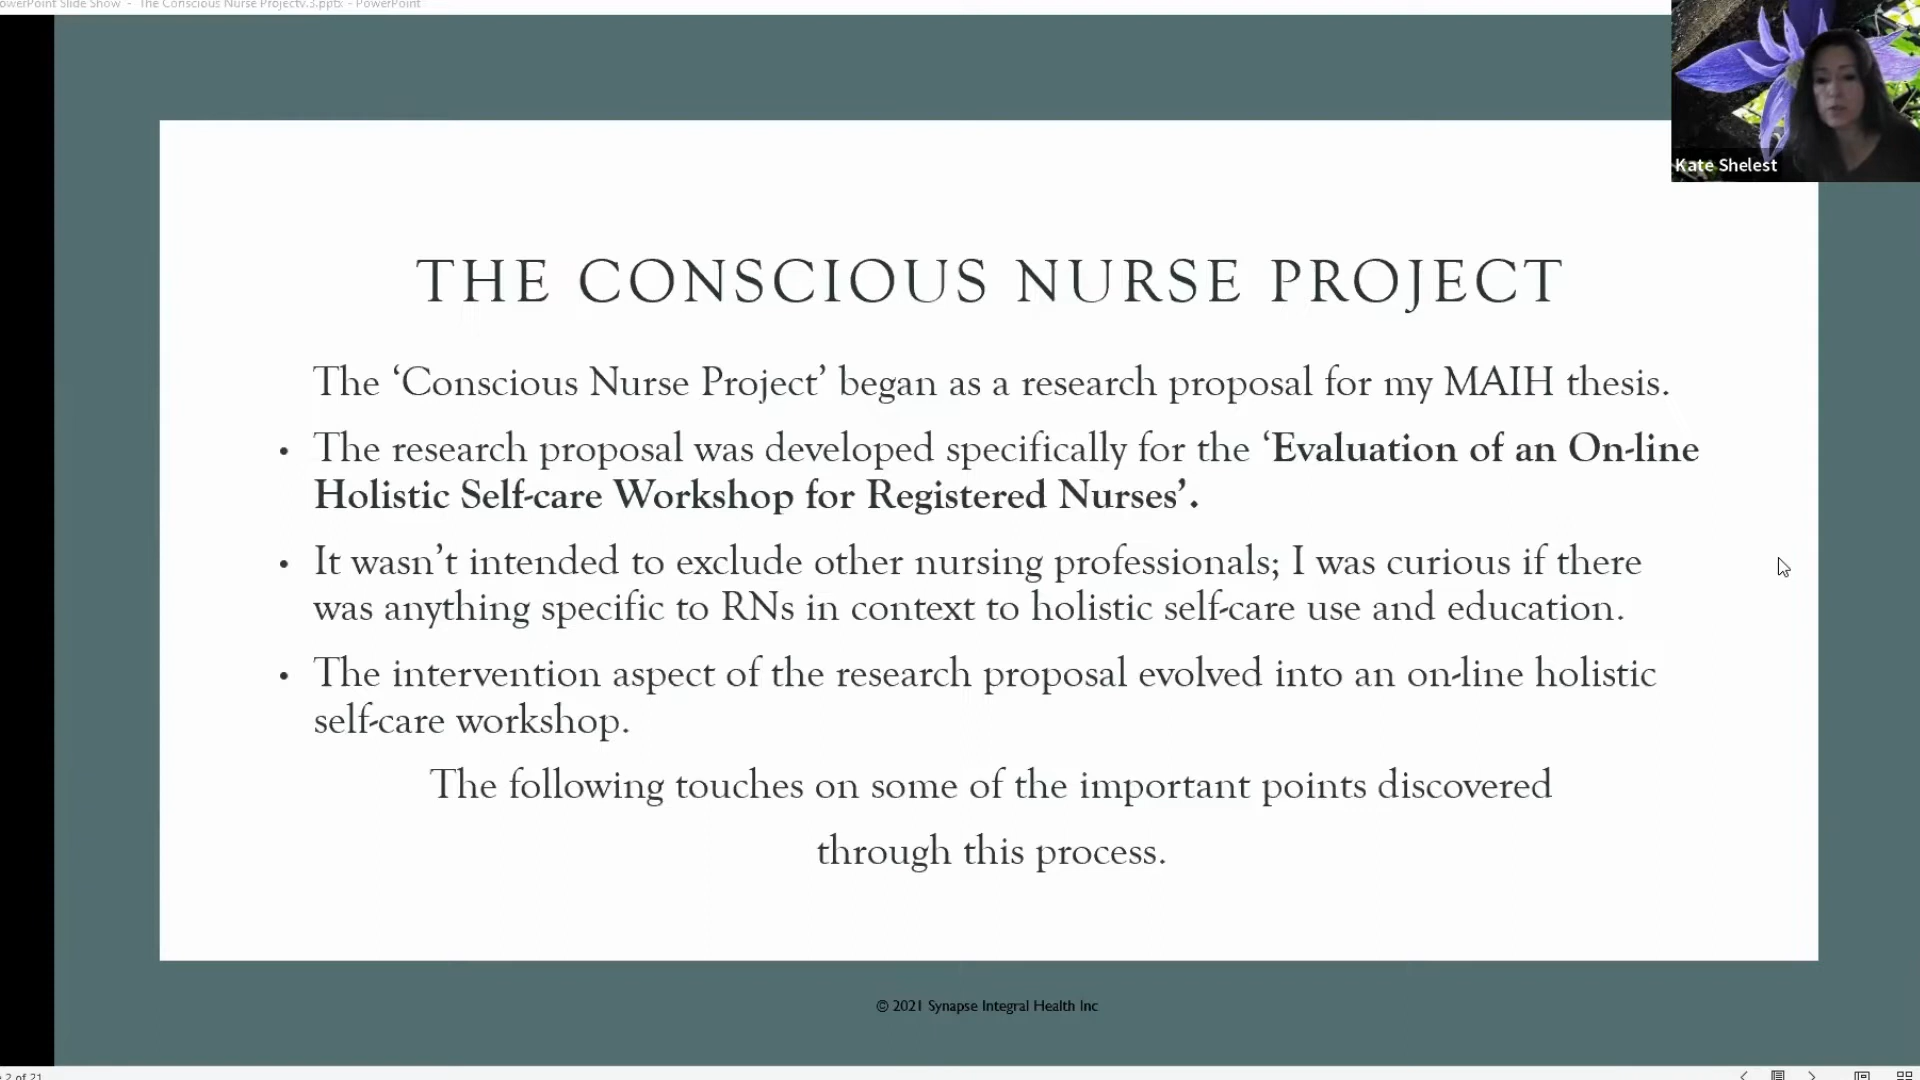 owerPoint Slide Show - The Conscious Nurse Projectv.3.pptx - PowerPoint
Kate Shelest
THE CONSCIOUS NURSE PROJECT
The ‘Conscious Nurse Project’ began as a research proposal for my MAIH thesis.
• The research proposal was developed specifically for the ‘Evaluation of an On-line
Holistic Self-care Workshop for Registered Nurses’.
• It wasn’t intended to exclude other nursing professionals; I was curious if there
was anything specific to RNs in context to holistic self-care use and education.
• The intervention aspect of the research proposal evolved into an on-line holistic
self-care workshop.
The following touches on some of the important points discovered
through this process.
© 2021 Synapse Integral Health Inc
2 of 21